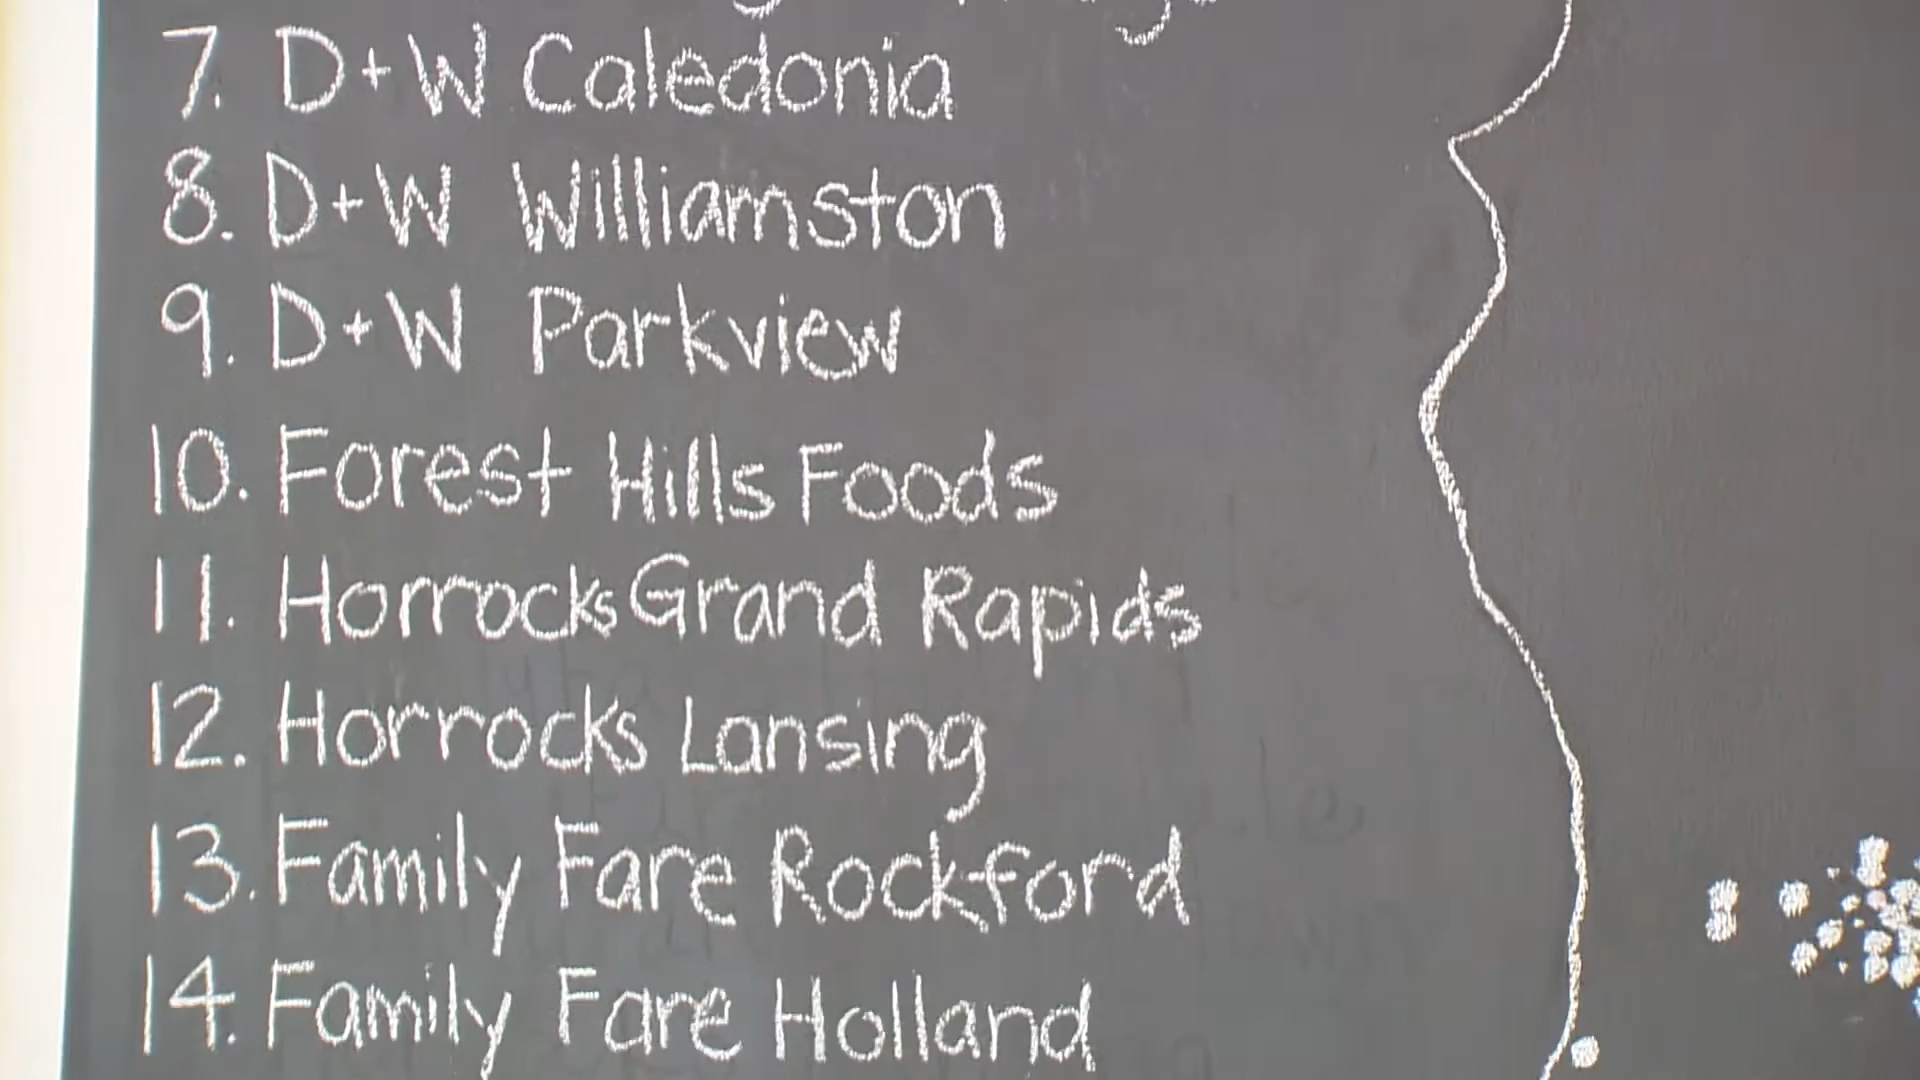 7. D+W Caledonia
8. D+W Williamston
9. D+W Parkview
10. Forest Hills Foods
11. Horrocks Grand Rapids
12. Horrocks Lansing
13. Family Fare Rockford
14. Family Fare Holland